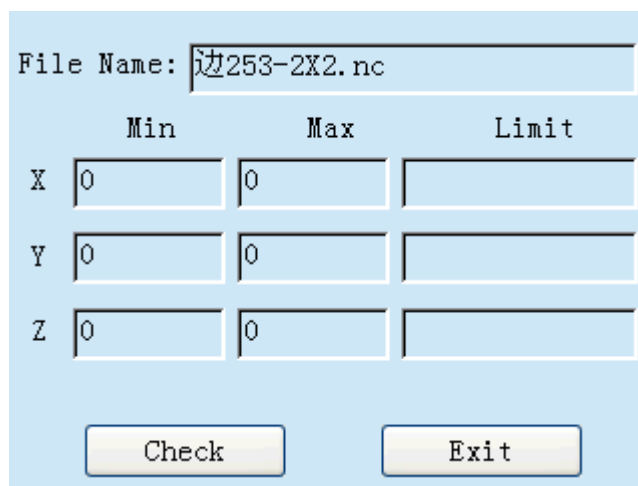 File Name: 边253-2X2.nc
Min Max Limit
X 0 0
Y 0 0
Z 0 0
Check Exit